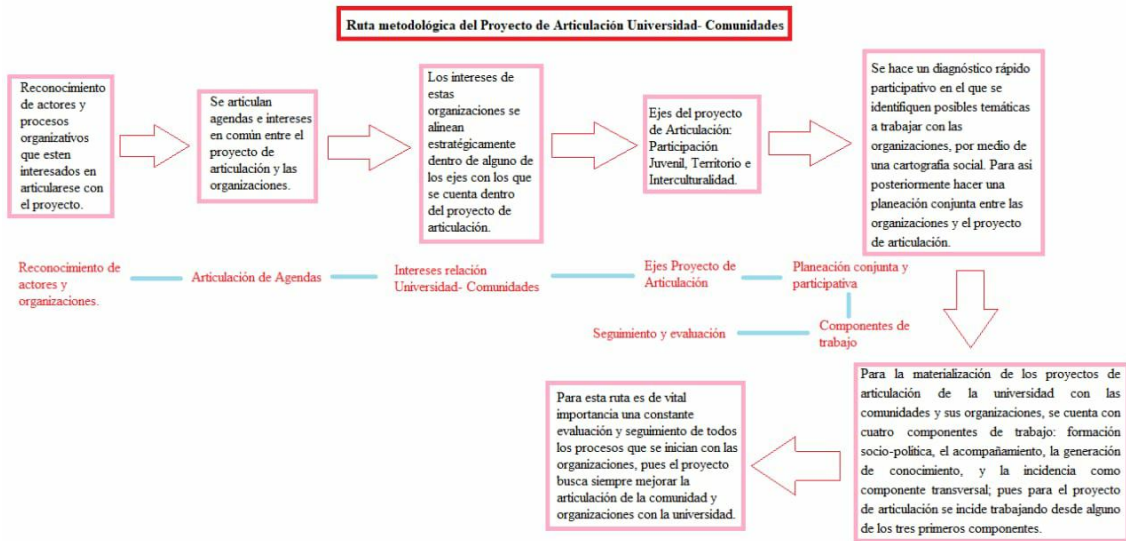 Ruta metodológica del Proyecto de Articulación Universidad- Comunidades
Reconocimiento
de actores y
procesos
organizativos
que esten
interesados en
articularese con
el proyecto.
Se articulan
agendas e intereses
en común entre el
proyecto de
articulación y las
organizaciones.
Los intereses de
estas
organizaciones se
alinean
estratégicamente
dentro de alguno de
los ejes con los que
se cuenta dentro
del proyecto de
articulación.
Ejes del proyecto
de Articulación:
Participación
Juvenil, Territorio e
Interculturalidad.
Se hace un diagnóstico rápido
participativo en el que se
identifiquen posibles temáticas
a trabajar con las
organizaciones, por medio de
una cartografía social. Para asi
posteriormente hacer una
planeación conjunta entre las
organizaciones y el proyecto
de articulación.
Reconocimiento de
actores y
organizaciones.
Articulación de Agendas
Intereses relación
Universidad- Comunidades
Ejes Proyecto de
Articulación
Planeación conjunta y
participativa
Componentes de
trabajo
Seguimiento y evaluación
Para la materialización de los proyectos de
articulación de la universidad con las
comunidades y sus organizaciones, se cuenta con
cuatro componentes de trabajo: formación
socio-política, el acompañamiento, la generación
de conocimiento, y la incidencia como
componente transversal; pues para el proyecto
de articulación se incide trabajando desde alguno
de los tres primeros componentes.
Para esta ruta es de vital
importancia una constante
evaluación y seguimiento de todos
los procesos que se inician con las
organizaciones, pues el proyecto
busca siempre mejorar la
articulación de la comunidad y
organizaciones con la universidad.